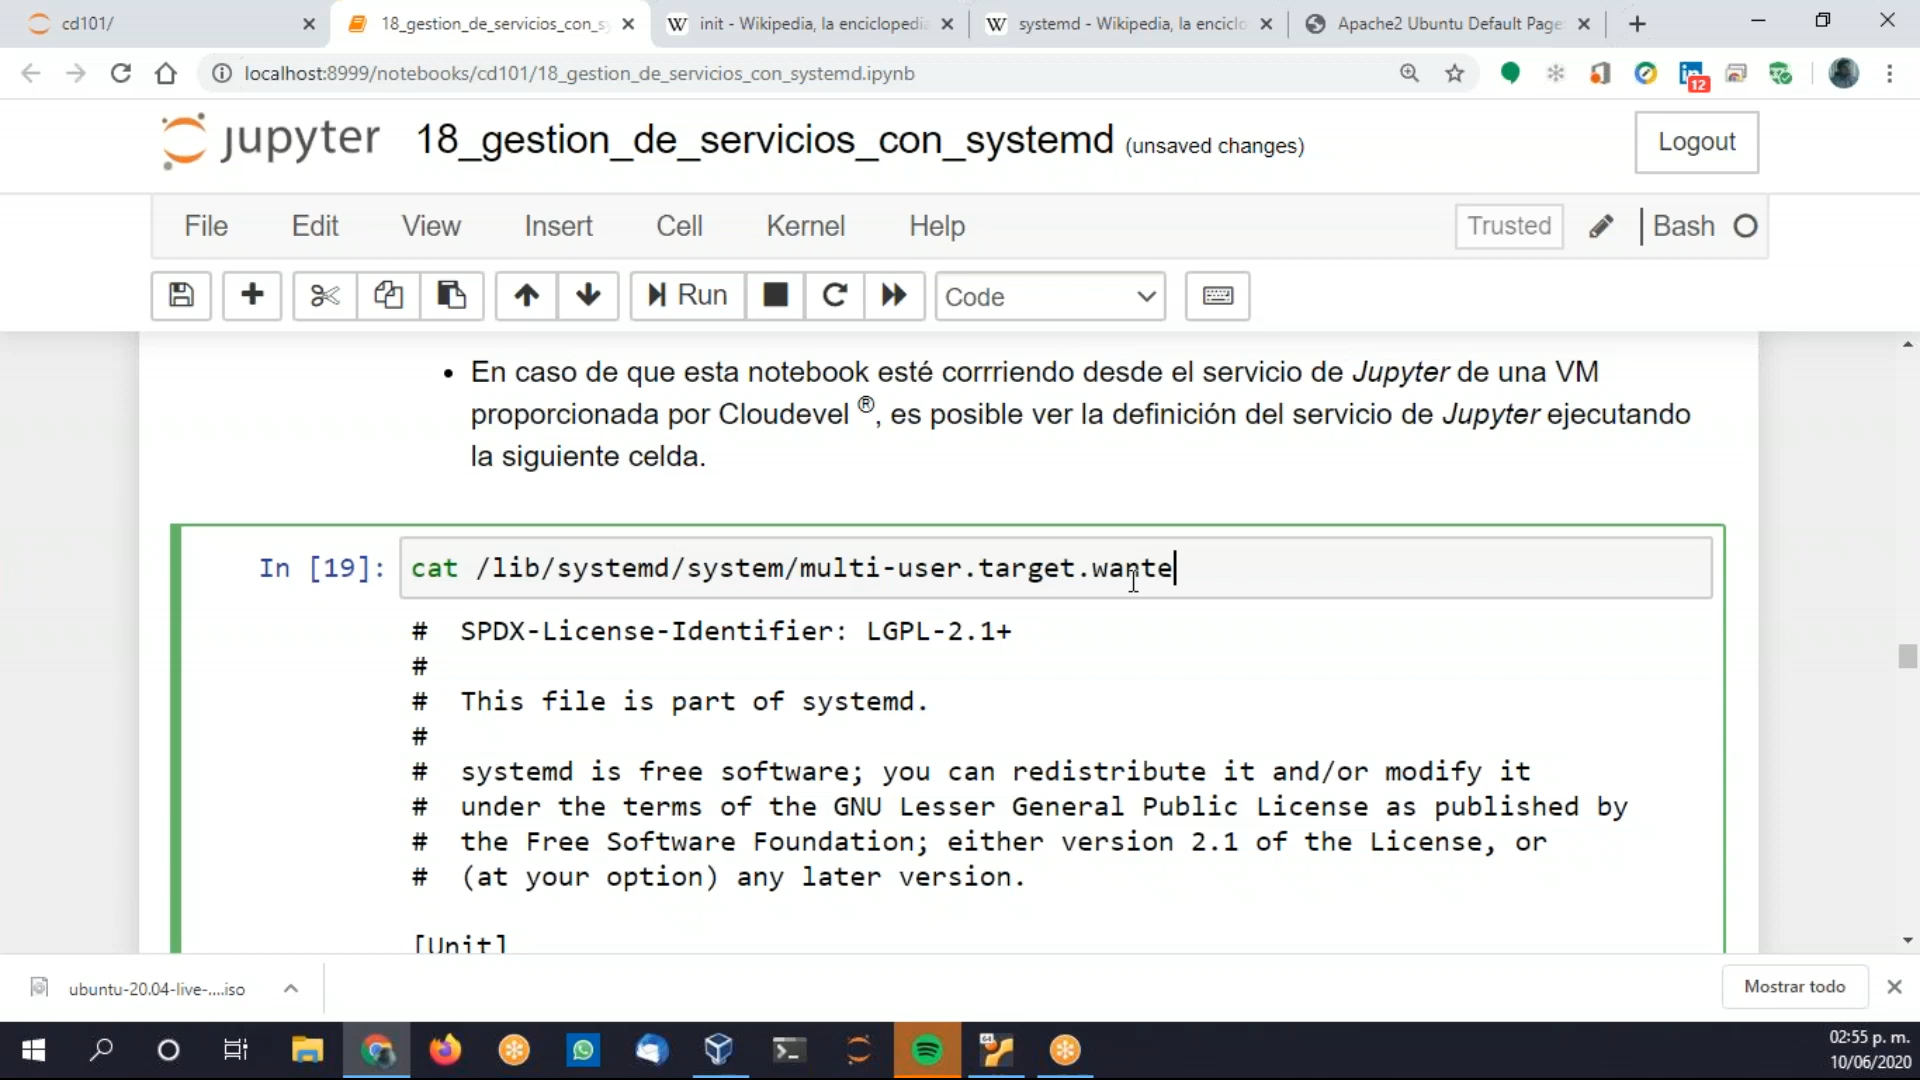 cd101/
18_gestion_de_servicios_con_s
init - Wikipedia, la enciclopedia
systemd - Wikipedia, la enciclo
Apache2 Ubuntu Default Page
localhost:8999/notebooks/cd101/18_gestion_de_servicios_con_systemd.ipynb
12
jupyter
18_gestion_de_servicios_con_systemd (unsaved changes)
Logout
File Edit View Insert Cell Kernel Help
Trusted
Bash
Run
Code
• En caso de que esta notebook esté corrriendo desde el servicio de Jupyter de una VM
proporcionada por Cloudevel ®, es posible ver la definición del servicio de Jupyter ejecutando
la siguiente celda.
In [19]: cat /lib/systemd/system/multi-user.target.wante
# SPDX-License-Identifier: LGPL-2.1+
#
# This file is part of systemd.
#
# systemd is free software; you can redistribute it and/or modify it
# under the terms of the GNU Lesser General Public License as published by
# the Free Software Foundation; either version 2.1 of the License, or
# (at your option) any later version.
[Unit]
ubuntu-20.04-live-....iso
Mostrar todo
02:55 p. m.
10/06/2020